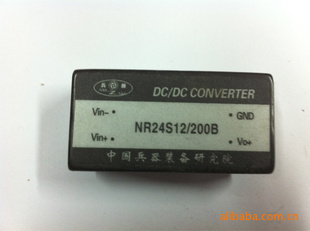 DC/DC CONVERTER
Vin- GND
NR24S12/200B
Vin+ Vo+
中国兵器装备研究院